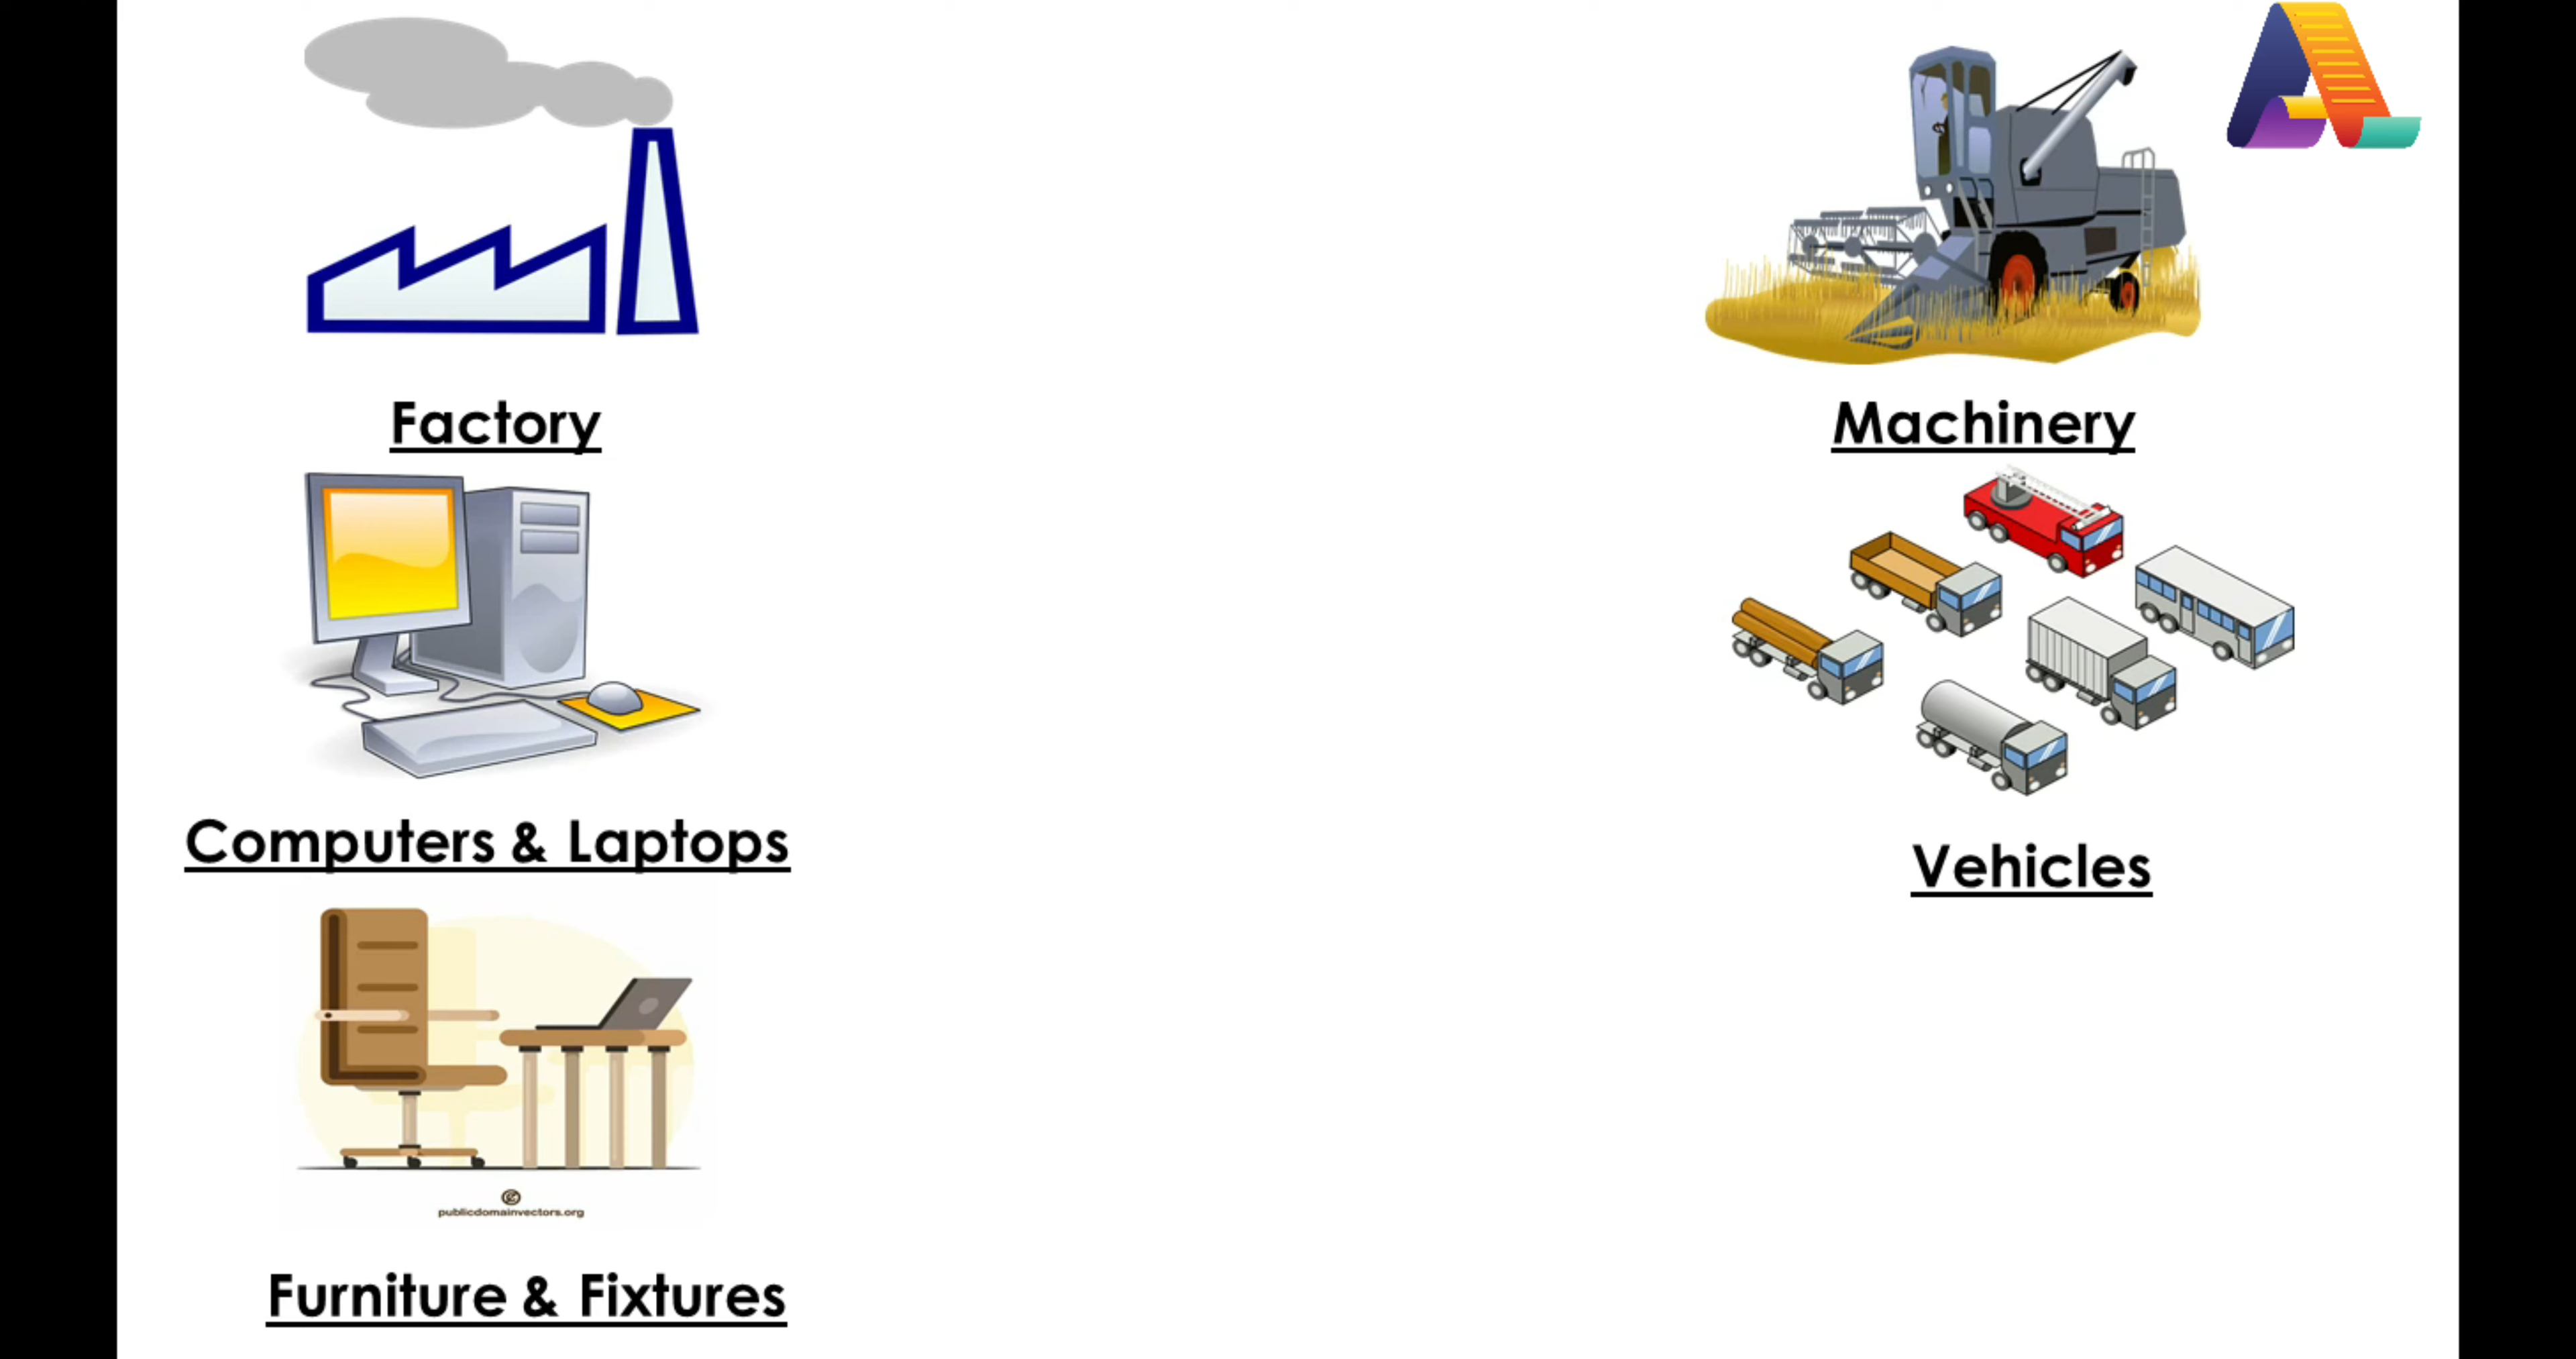 Factory
Machinery
Computers & Laptops
Vehicles
publicdomainvectors.org
Furniture & Fixtures